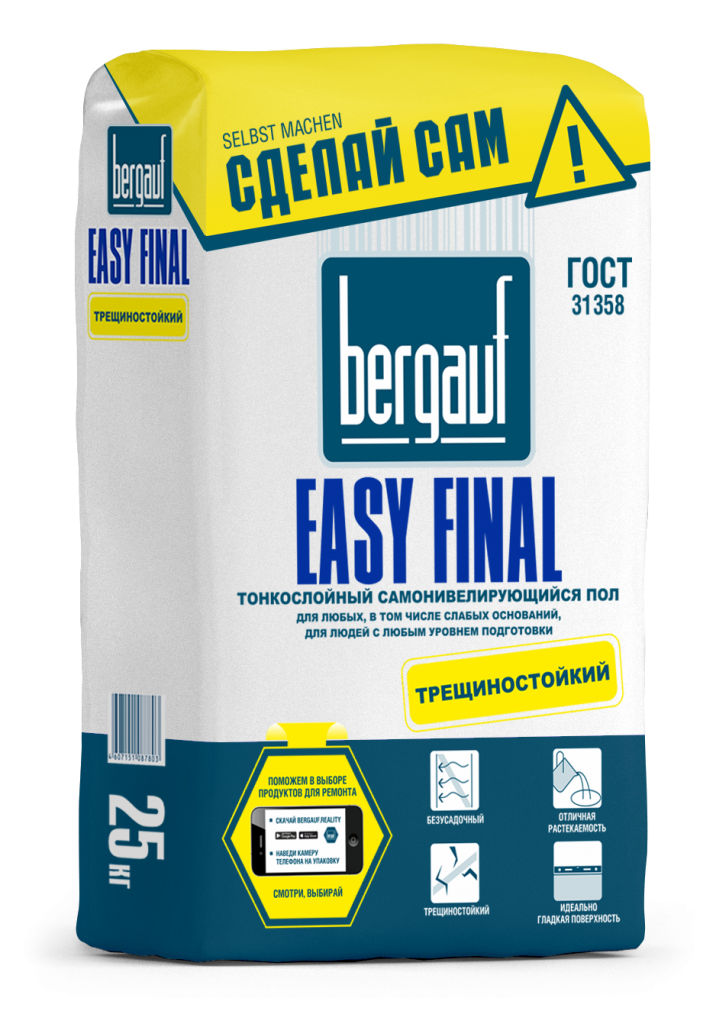 SELBST MACHEN
СДЕЛАЙ САМ
!
bergauf
EASY FINAL
ТРЕЩИНОСТОЙКИЙ
ГОСТ
31358
bergauf
EASY FINAL
ТОНКОСЛОЙНЫЙ САМОНИВЕЛИРУЮЩИЙСЯ ПОЛ
ДЛЯ ЛЮБЫХ, В ТОМ ЧИСЛЕ СЛАБЫХ ОСНОВАНИЙ,
ДЛЯ ЛЮДЕЙ С ЛЮБЫМ УРОВНЕМ ПОДГОТОВКИ
ТРЕЩИНОСТОЙКИЙ
4607151087803
25 КГ
ПОМОЖЕМ В ВЫБОРЕ
ПРОДУКТОВ ДЛЯ РЕМОНТА
• СКАЧАЙ BERGAUF.REALITY
• НАВЕДИ КАМЕРУ
ТЕЛЕФОНА НА УПАКОВКУ
СМОТРИ, ВЫБИРАЙ
БЕЗУСАДОЧНЫЙ
ОТЛИЧНАЯ
РАСТЕКАЕМОСТЬ
ТРЕЩИНОСТОЙКИЙ
ИДЕАЛЬНО
ГЛАДКАЯ ПОВЕРХНОСТЬ